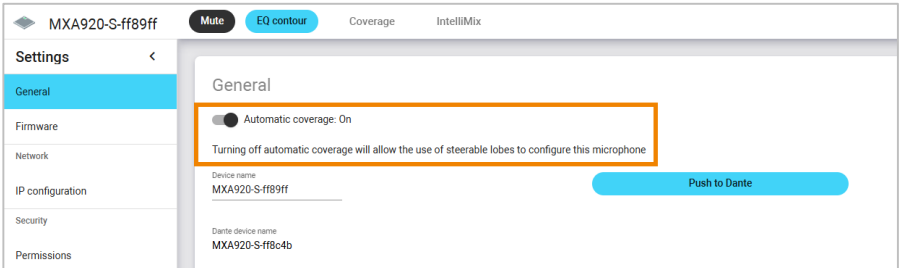 MXA920-S-ff89ff
Mute
EQ contour
Coverage
IntelliMix
Settings
General
Firmware
Network
IP configuration
Security
Permissions
General
Automatic coverage: On
Turning off automatic coverage will allow the use of steerable lobes to configure this microphone
Device name
MXA920-S-ff89ff
Push to Dante
Dante device name
MXA920-S-ff8c4b